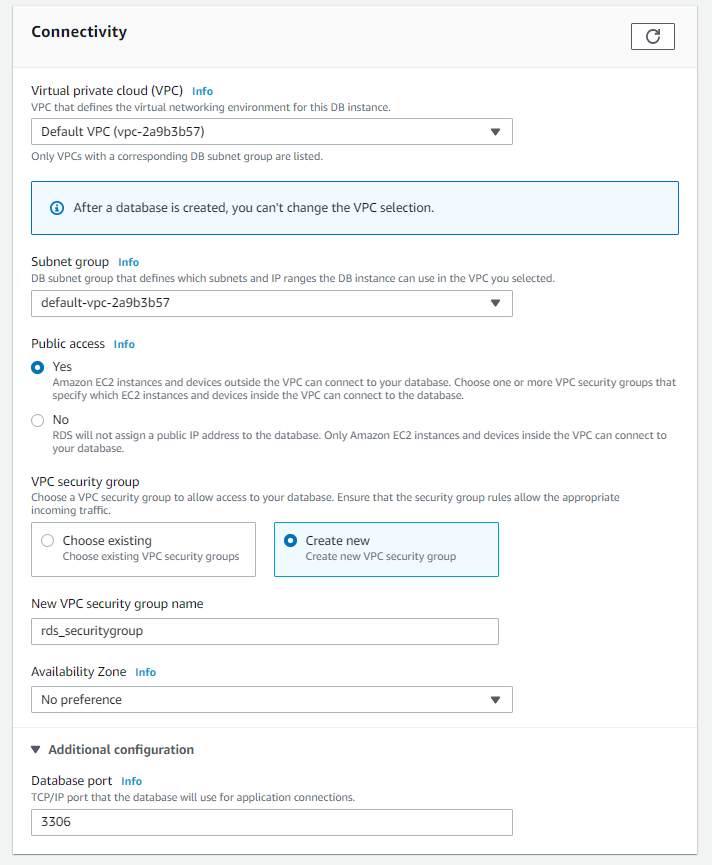 Connectivity
Virtual private cloud (VPC) Info
VPC that defines the virtual networking environment for this DB instance.
Default VPC (vpc-2a9b3b57)
Only VPCs with a corresponding DB subnet group are listed.
After a database is created, you can't change the VPC selection.
Subnet group Info
DB subnet group that defines which subnets and IP ranges the DB instance can use in the VPC you selected.
default-vpc-2a9b3b57
Public access Info
Yes
Amazon EC2 instances and devices outside the VPC can connect to your database. Choose one or more VPC security groups that
specify which EC2 instances and devices inside the VPC can connect to the database.
No
RDS will not assign a public IP address to the database. Only Amazon EC2 instances and devices inside the VPC can connect to
your database.
VPC security group
Choose a VPC security group to allow access to your database. Ensure that the security group rules allow the appropriate
incoming traffic.
Choose existing
Choose existing VPC security groups
Create new
Create new VPC security group
New VPC security group name
rds_securitygroup
Availability Zone Info
No preference
Additional configuration
Database port Info
TCP/IP port that the database will use for application connections.
3306